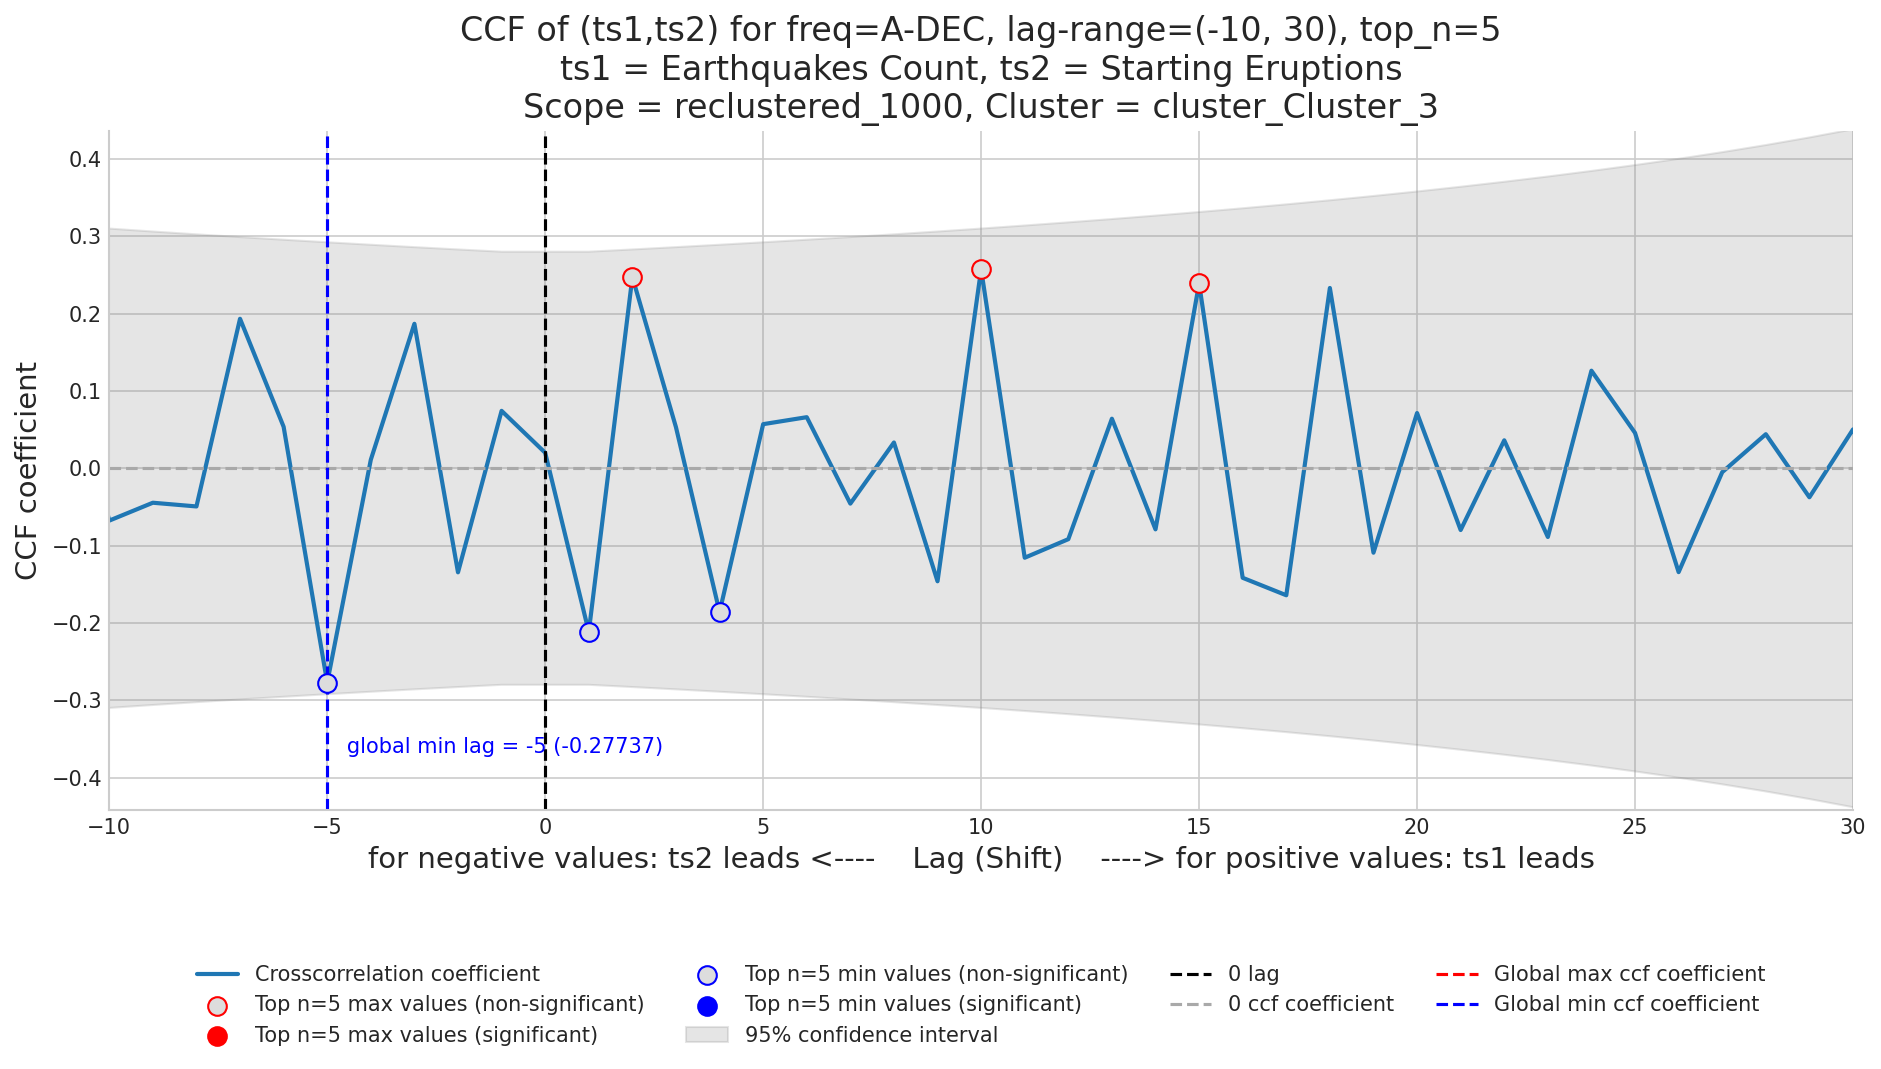 CCF of (ts1,ts2) for freq=A-DEC, lag-range=(-10, 30), top_n=5
ts1 = Earthquakes Count, ts2 = Starting Eruptions
Scope = reclustered_1000, Cluster = cluster_Cluster_3
CCF coefficient
0.4
0.3
0.2
0.1
0.0
−0.1
−0.2
−0.3
−0.4
global min lag = -5 (-0.27737)
−10 −5 0 5 10 15 20 25 30
for negative values: ts2 leads <---- Lag (Shift) ----> for positive values: ts1 leads
Crosscorrelation coefficient
Top n=5 max values (non-significant)
Top n=5 max values (significant)
Top n=5 min values (non-significant)
Top n=5 min values (significant)
95% confidence interval
0 lag
0 ccf coefficient
Global max ccf coefficient
Global min ccf coefficient